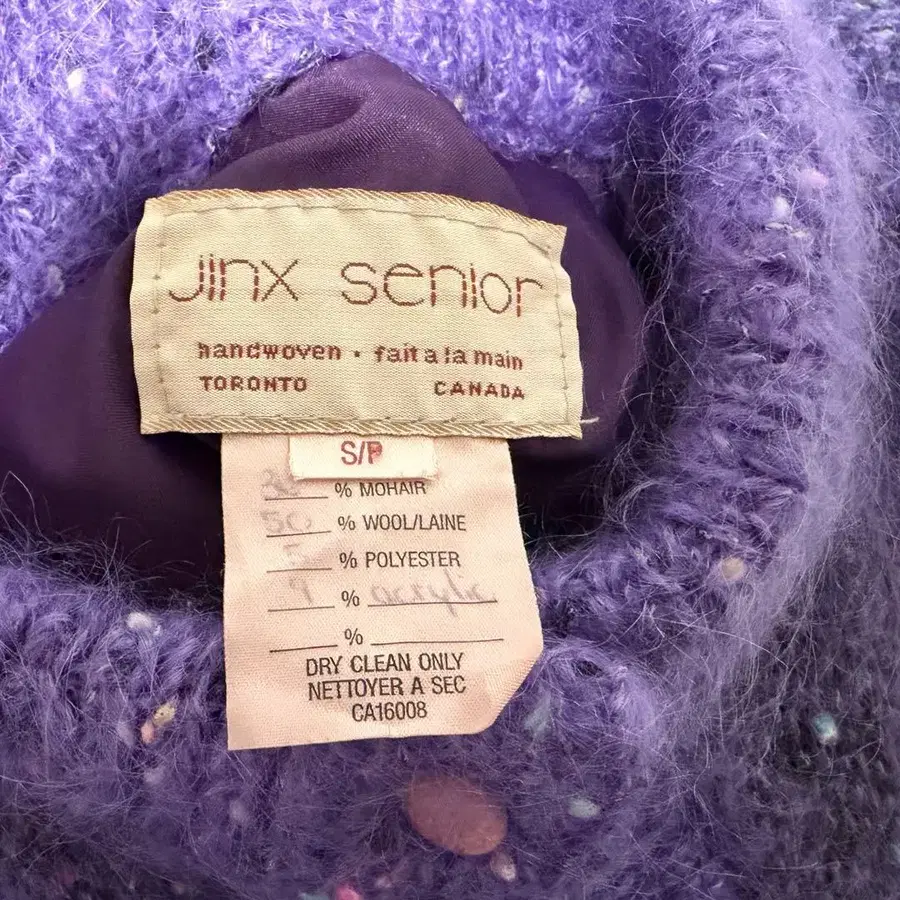 jinx senior
handwoven · fait a la main
TORONTO CANADA
S/P
% MOHAIR
50 % WOOL/LAINE
% POLYESTER
9 % acrylic
%
DRY CLEAN ONLY
NETTOYER A SEC
CA16008